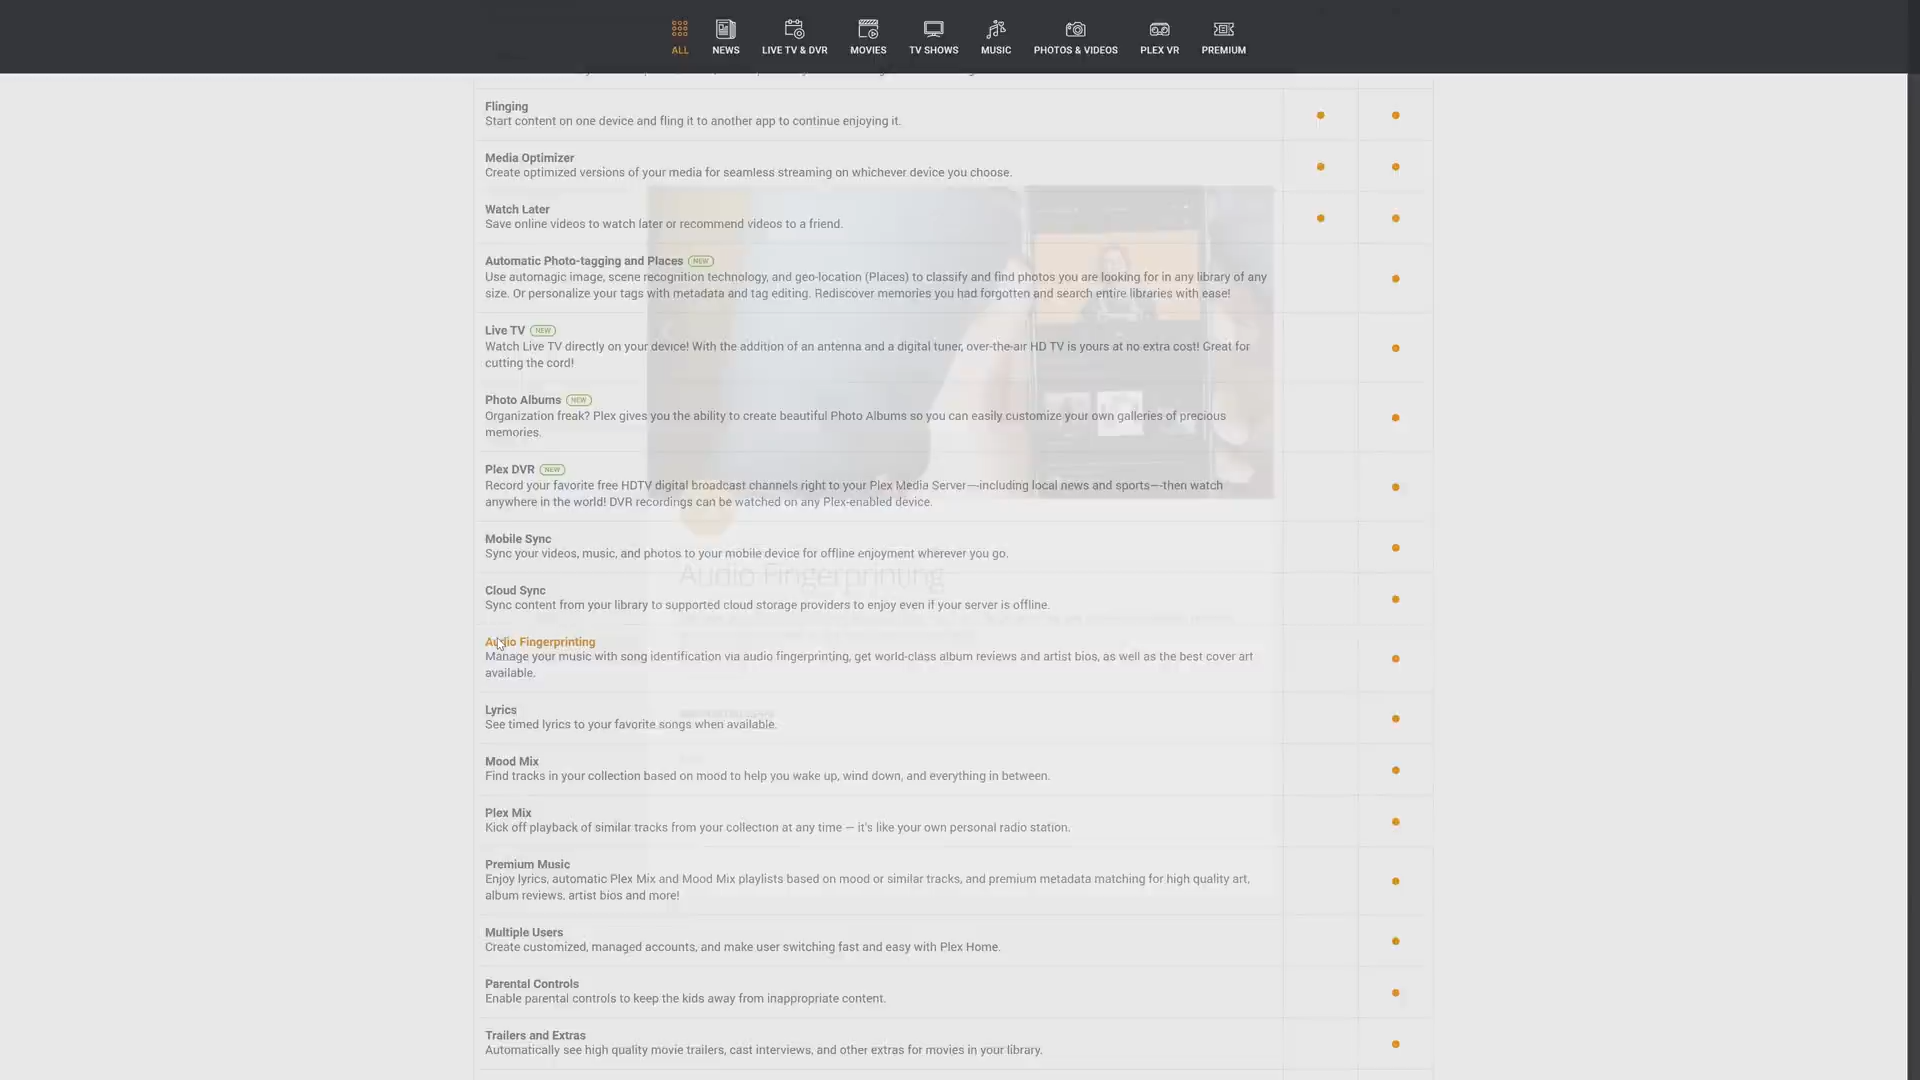 ALL
NEWS
LIVE TV & DVR
MOVIES
TV SHOWS
MUSIC
PHOTOS & VIDEOS
PLEX VR
PREMIUM
Flinging
Start content on one device and fling it to another app to continue enjoying it.
Media Optimizer
Create optimized versions of your media for seamless streaming on whichever device you choose.
Watch Later
Save online videos to watch later or recommend videos to a friend.
Automatic Photo-tagging and Places NEW
Use automagic image, scene recognition technology, and geo-location (Places) to classify and find photos you are looking for in any library of any
size. Or personalize your tags with metadata and tag editing. Rediscover memories you had forgotten and search entire libraries with ease!
Live TV NEW
Watch Live TV directly on your device! With the addition of an antenna and a digital tuner, over-the-air HD TV is yours at no extra cost! Great for
cutting the cord!
Photo Albums NEW
Organization freak? Plex gives you the ability to create beautiful Photo Albums so you can easily customize your own galleries of precious
memories.
Plex DVR NEW
Record your favorite free HDTV digital broadcast channels right to your Plex Media Server—including local news and sports—then watch
anywhere in the world! DVR recordings can be watched on any Plex-enabled device.
Mobile Sync
Sync your videos, music, and photos to your mobile device for offline enjoyment wherever you go.
Audio Fingerprinting
Cloud Sync
Sync content from your library to supported cloud storage providers to enjoy even if your server is offline.
Audio Fingerprinting
Manage your music with song identification via audio fingerprinting, get world-class album reviews and artist bios, as well as the best cover art
available.
Lyrics
See timed lyrics to your favorite songs when available.
Mood Mix
Find tracks in your collection based on mood to help you wake up, wind down, and everything in between.
Plex Mix
Kick off playback of similar tracks from your collection at any time — it's like your own personal radio station.
Premium Music
Enjoy lyrics, automatic Plex Mix and Mood Mix playlists based on mood or similar tracks, and premium metadata matching for high quality art,
album reviews, artist bios and more!
Multiple Users
Create customized, managed accounts, and make user switching fast and easy with Plex Home.
Parental Controls
Enable parental controls to keep the kids away from inappropriate content.
Trailers and Extras
Automatically see high quality movie trailers, cast interviews, and other extras for movies in your library.